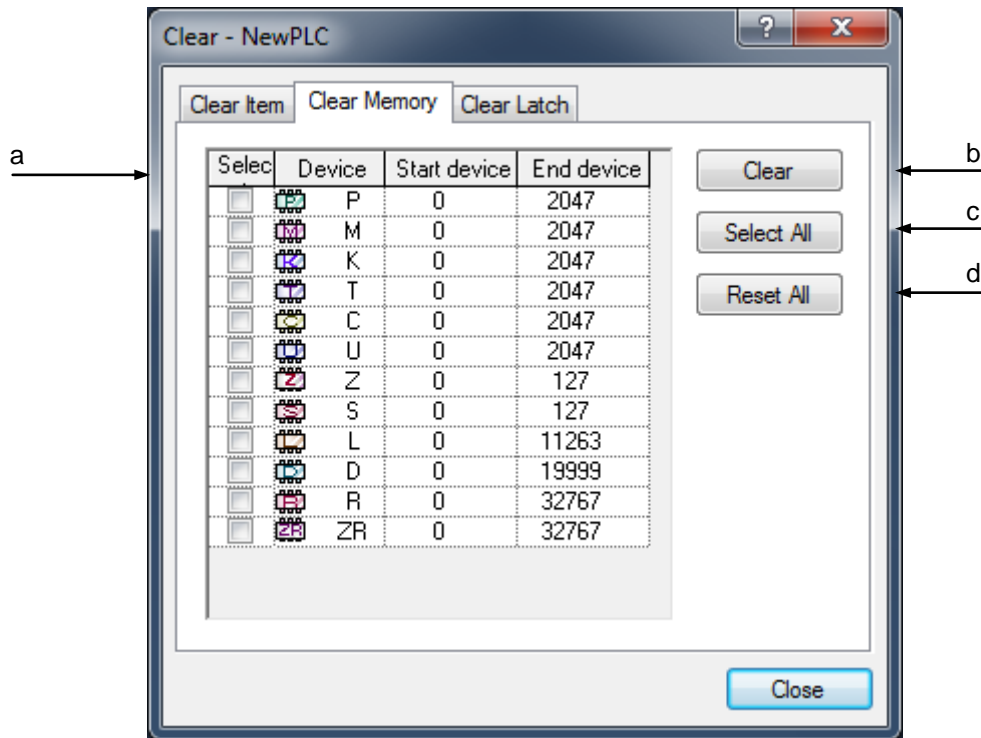 Clear - NewPLC
?
Clear Item Clear Memory Clear Latch
a
Selec Device Start device End device
Clear
b
P P 0 2047
M M 0 2047
Select All
c
K K 0 2047
T T 0 2047
Reset All
d
C C 0 2047
U U 0 2047
Z Z 0 127
S S 0 127
L L 0 11263
D D 0 19999
R R 0 32767
ZR ZR 0 32767
Close